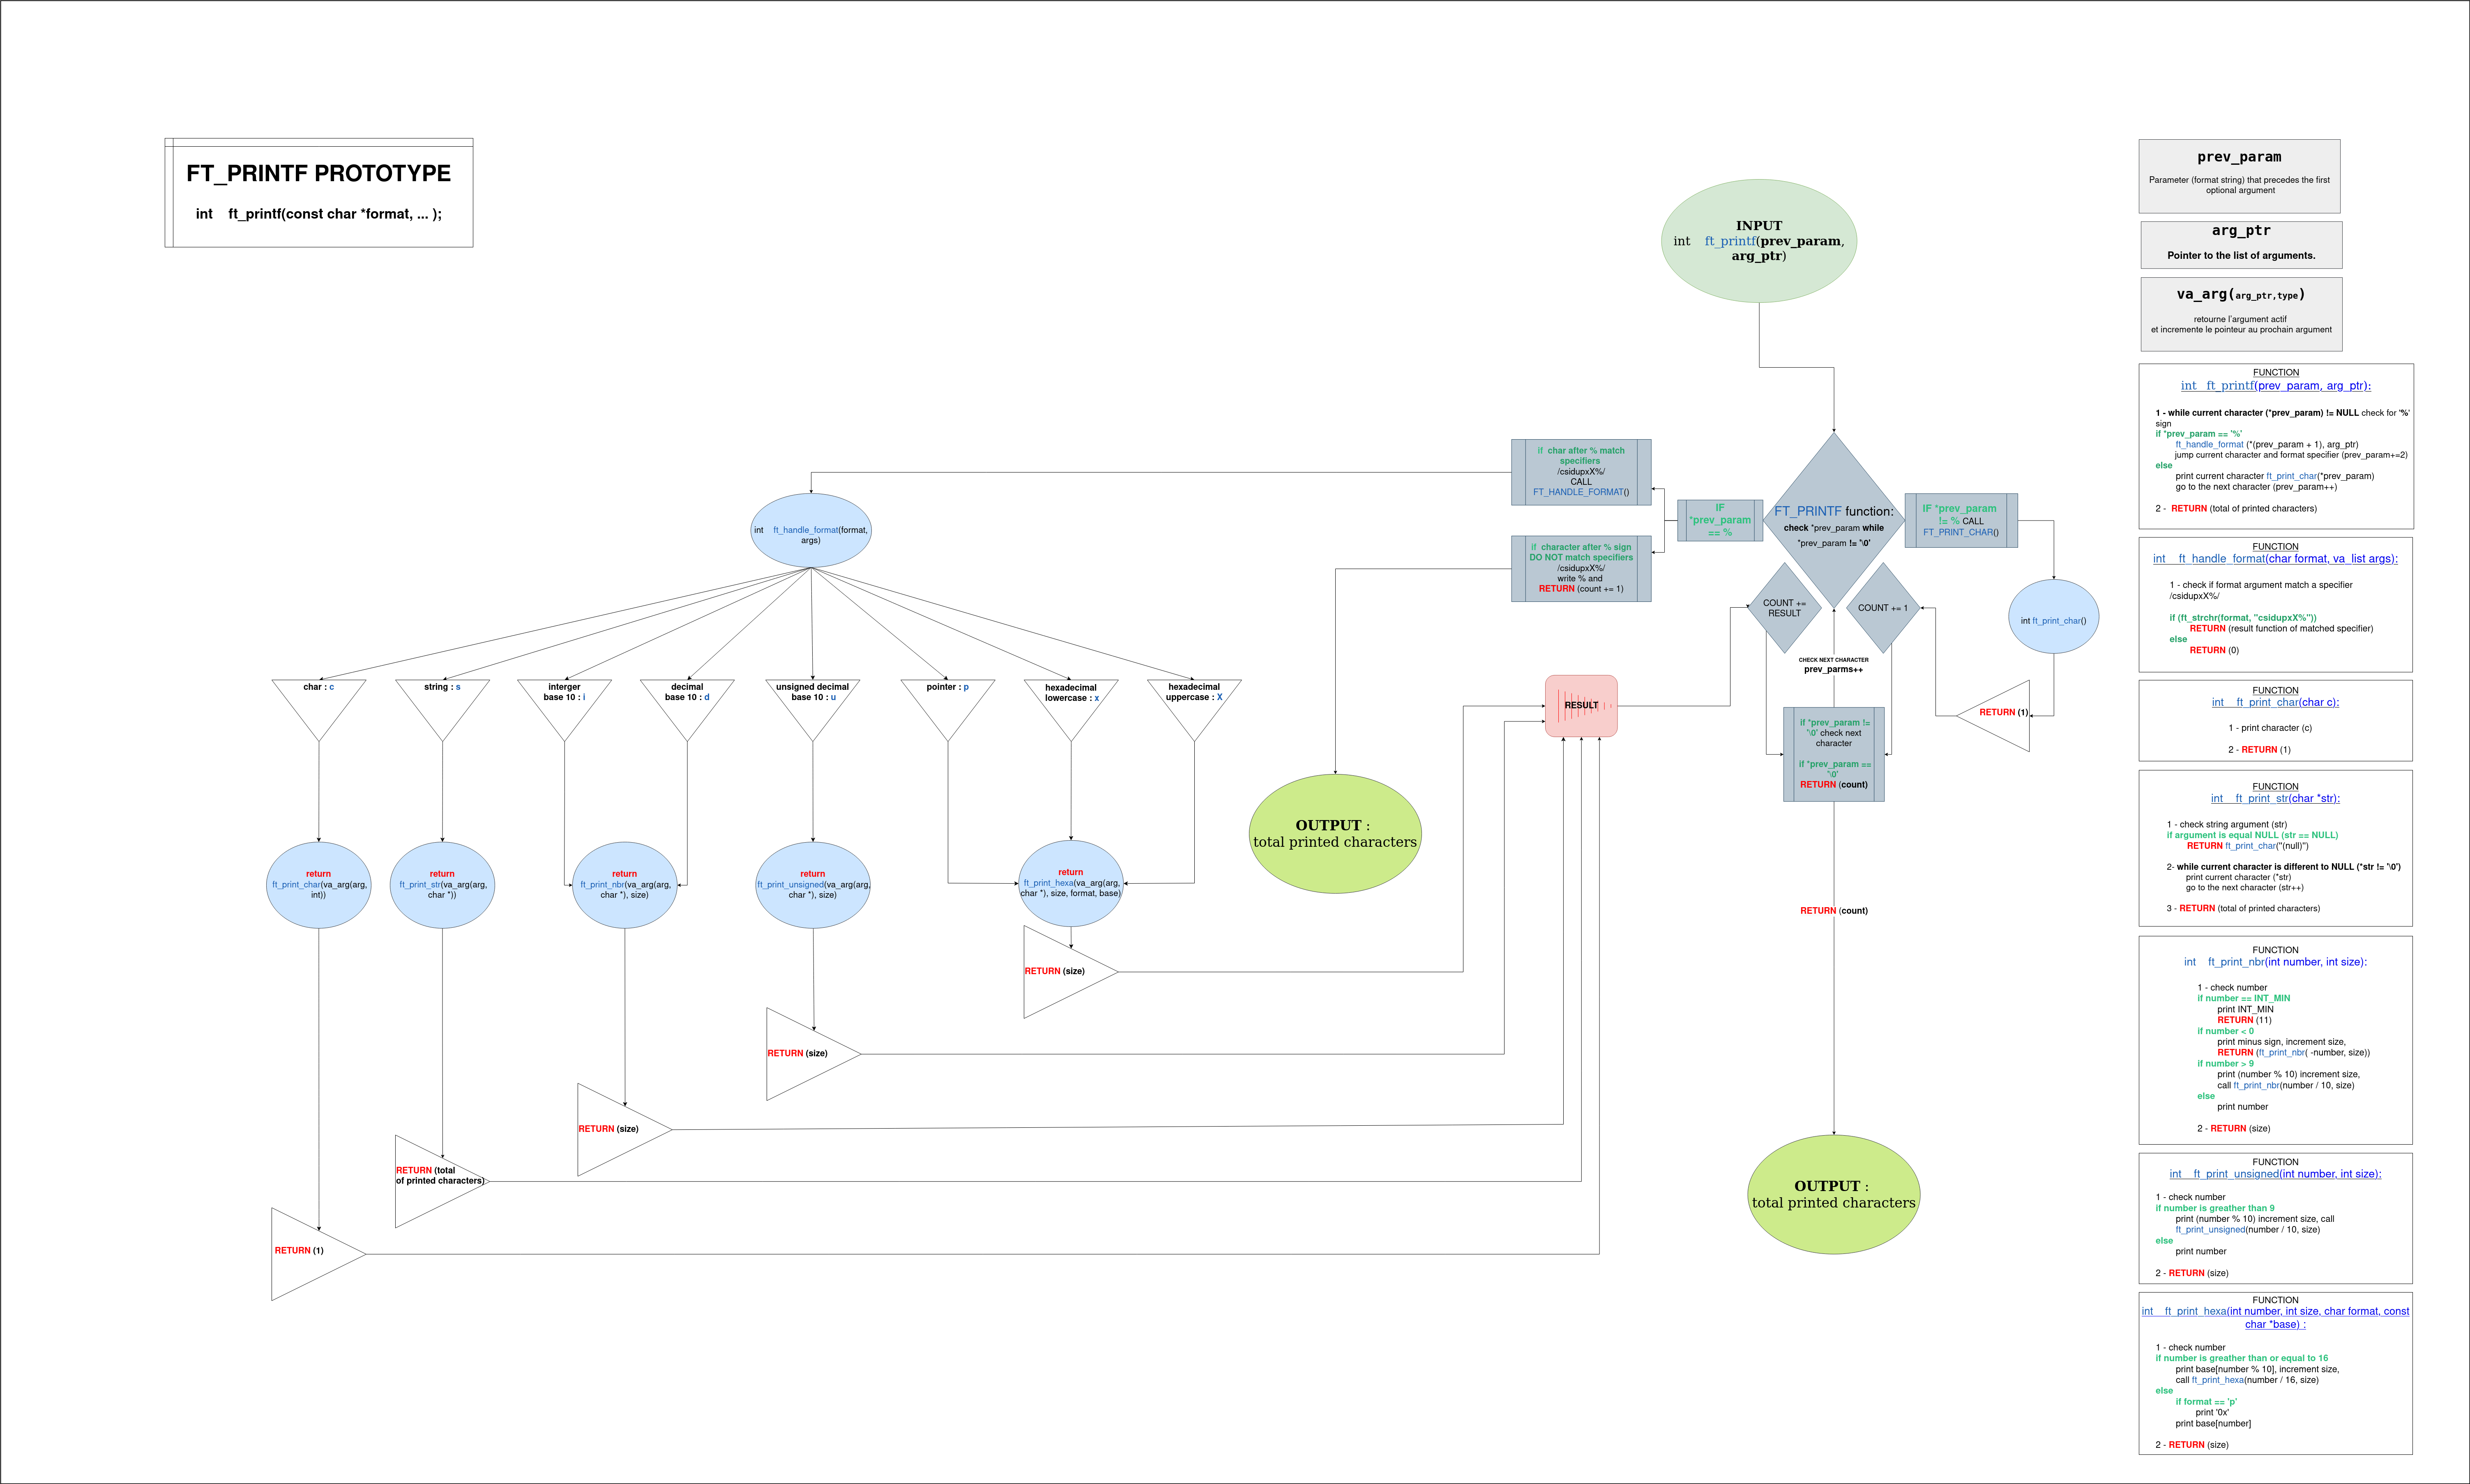 FT_PRINTF PROTOTYPE
int    ft_printf(const char *format, ... );
INPUT
int    ft_printf(prev_param,
arg_ptr)
FT_PRINTF function:
check *prev_param while
*prev_param != '\0'
IF
*prev_param
== %
if  char after % match
specifiers
/csidupxX%/
CALL
FT_HANDLE_FORMAT()
if  character after % sign
DO NOT match specifiers
/csidupxX%/
write % and
RETURN (count += 1)
IF *prev_param
!= % CALL
FT_PRINT_CHAR()
int ft_print_char()
RETURN (1)
COUNT +=
RESULT
COUNT += 1
CHECK NEXT CHARACTER
prev_parms++
if *prev_param !=
'\0' check next
character
if *prev_param ==
'\0'
RETURN (count)
RETURN (count)
OUTPUT :
total printed characters
RESULT
OUTPUT :
total printed characters
int    ft_handle_format(format,
args)
char : c
string : s
interger
base 10 : i
decimal
base 10 : d
unsigned decimal
base 10 : u
pointer : p
hexadecimal
lowercase : x
hexadecimal
uppercase : X
return
ft_print_char(va_arg(arg,
int))
return
ft_print_str(va_arg(arg,
char *))
return
ft_print_nbr(va_arg(arg,
char *), size)
return
ft_print_unsigned(va_arg(arg,
char *), size)
return
ft_print_hexa(va_arg(arg,
char *), size, format, base)
RETURN (size)
RETURN (size)
RETURN (size)
RETURN (total
of printed characters)
RETURN (1)
prev_param
Parameter (format string) that precedes the first
optional argument
arg_ptr
Pointer to the list of arguments.
va_arg(arg_ptr,type)
retourne l'argument actif
et incremente le pointeur au prochain argument
FUNCTION
int   ft_printf(prev_param, arg_ptr):
1 - while current character (*prev_param) != NULL check for '%'
sign
if *prev_param == '%'
ft_handle_format (*(prev_param + 1), arg_ptr)
jump current character and format specifier (prev_param+=2)
else
print current character ft_print_char(*prev_param)
go to the next character (prev_param++)
2 -  RETURN (total of printed characters)
FUNCTION
int    ft_handle_format(char format, va_list args):
1 - check if format argument match a specifier
/csidupxX%/
if (ft_strchr(format, "csidupxX%"))
RETURN (result function of matched specifier)
else
RETURN (0)
FUNCTION
int    ft_print_char(char c):
1 - print character (c)
2 - RETURN (1)
FUNCTION
int    ft_print_str(char *str):
1 - check string argument (str)
if argument is equal NULL (str == NULL)
RETURN ft_print_char("(null)")
2- while current character is different to NULL (*str != '\0')
print current character (*str)
go to the next character (str++)
3 - RETURN (total of printed characters)
FUNCTION
int    ft_print_nbr(int number, int size):
1 - check number
if number == INT_MIN
print INT_MIN
RETURN (11)
if number < 0
print minus sign, increment size,
RETURN (ft_print_nbr( -number, size))
if number > 9
print (number % 10) increment size,
call ft_print_nbr(number / 10, size)
else
print number
2 - RETURN (size)
FUNCTION
int    ft_print_unsigned(int number, int size):
1 - check number
if number is greather than 9
print (number % 10) increment size, call
ft_print_unsigned(number / 10, size)
else
print number
2 - RETURN (size)
FUNCTION
int    ft_print_hexa(int number, int size, char format, const
char *base) :
1 - check number
if number is greather than or equal to 16
print base[number % 10], increment size,
call ft_print_hexa(number / 16, size)
else
if format == 'p'
print '0x'
print base[number]
2 - RETURN (size)